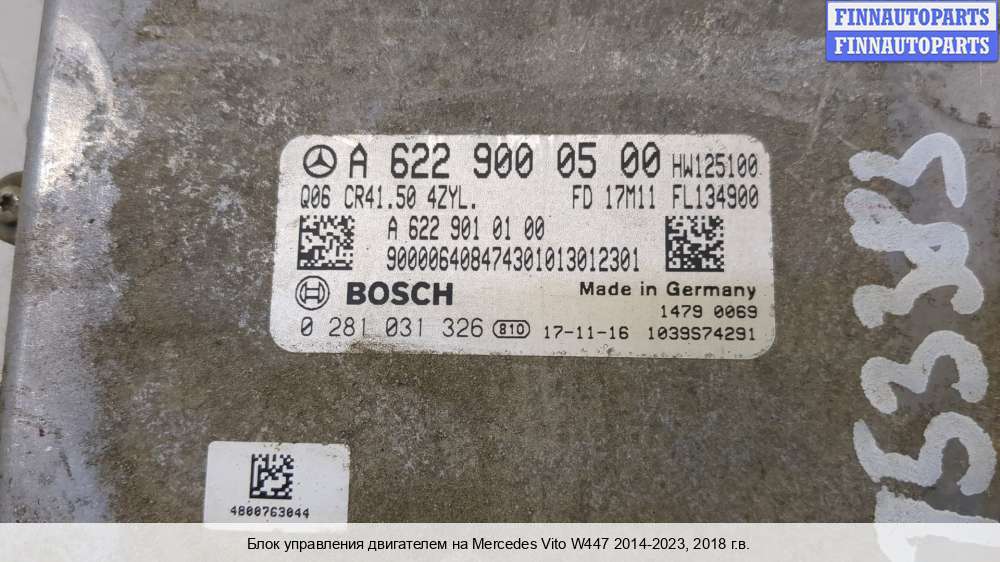 FINNAUTOPARTS
FINNAUTOPARTS
A 622 900 05 00 HW125100
Q06 CR41.50 4ZYL. FD 17M11 FL134900
A 622 901 01 00
900006408474301013012301
BOSCH Made in Germany
1479 0069
0 281 031 326 810 17-11-16 1039S74291
4800763044
Блок управления двигателем на Mercedes Vito W447 2014-2023, 2018 г.в.